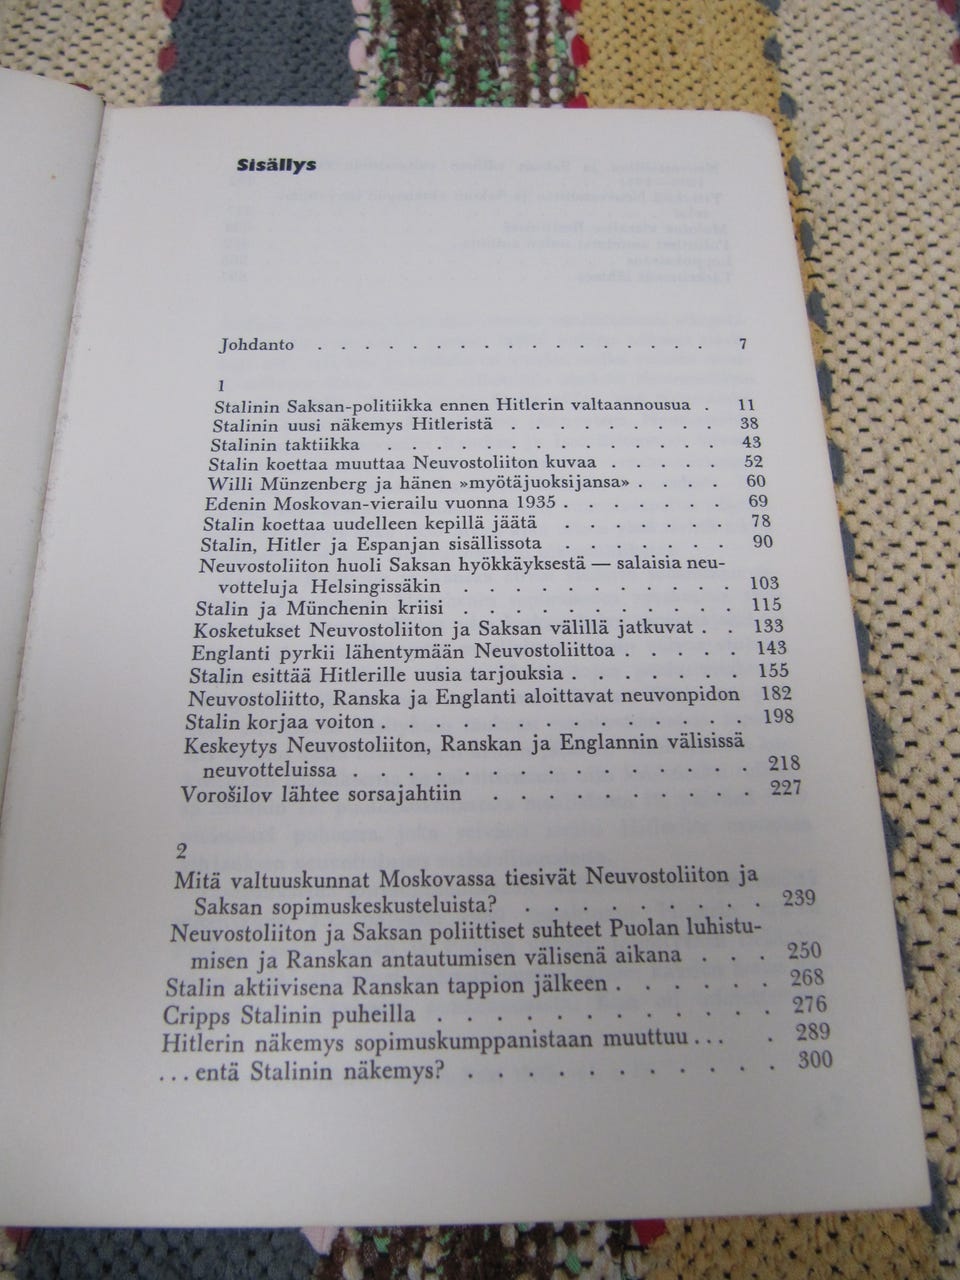 Sisällys
Johdanto . . . . . . . . . . . . . . . . . 7
1
Stalinin Saksan-politiikka ennen Hitlerin valtaannousua . 11
Stalinin uusi näkemys Hitleristä . . . . . . . . . 38
Stalinin taktiikka . . . . . . . . . . . . . . 43
Stalin koettaa muuttaa Neuvostoliiton kuvaa . . . . . 52
Willi Münzenberg ja hänen »myötäjuoksijansa» . . . . 60
Edenin Moskovan-vierailu vuonna 1935 . . . . . . . 69
Stalin koettaa uudelleen kepillä jäätä . . . . . . . 78
Stalin, Hitler ja Espanjan sisällissota . . . . . . . 90
Neuvostoliiton huoli Saksan hyökkäyksestä — salaisia neu-
votteluja Helsingissäkin . . . . . . . . . . . . 103
Stalin ja Münchenin kriisi . . . . . . . . . . . . 115
Kosketukset Neuvostoliiton ja Saksan välillä jatkuvat . . 133
Englanti pyrkii lähentymään Neuvostoliittoa . . . . . 143
Stalin esittää Hitlerille uusia tarjouksia . . . . . . . 155
Neuvostoliitto, Ranska ja Englanti aloittavat neuvonpidon 182
Stalin korjaa voiton . . . . . . . . . . . . . . 198
Keskeytys Neuvostoliiton, Ranskan ja Englannin välisissä
neuvotteluissa . . . . . . . . . . . . . . . 218
Vorošilov lähtee sorsajahtiin . . . . . . . . . . 227
2
Mitä valtuuskunnat Moskovassa tiesivät Neuvostoliiton ja
Saksan sopimuskeskusteluista? . . . . . . . . . 239
Neuvostoliiton ja Saksan poliittiset suhteet Puolan luhistu-
misen ja Ranskan antautumisen välisenä aikana . . . 250
Stalin aktiivisena Ranskan tappion jälkeen . . . . . . 268
Cripps Stalinin puheilla . . . . . . . . . . . . 276
Hitlerin näkemys sopimuskumppanistaan muuttuu ... . 289
... entä Stalinin näkemys? . . . . . . . . . . . 300